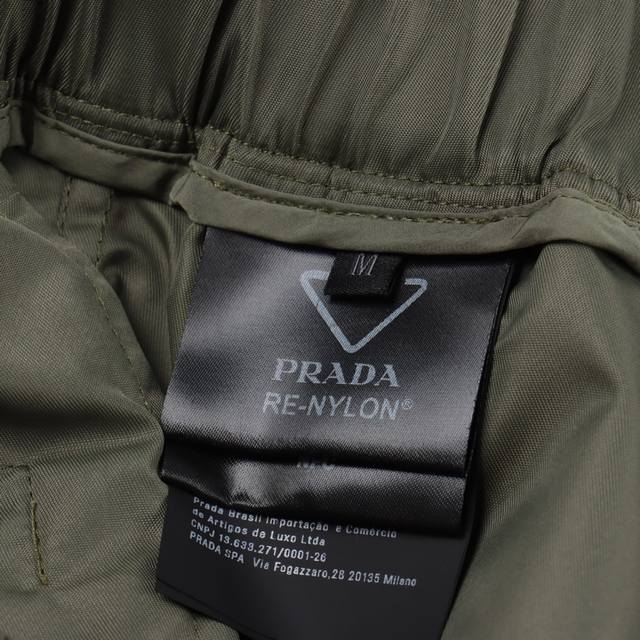 M
PRADA
RE-NYLON®
Prada Brasil Importação e Comércio
de Artigos de Luxo Ltda
CNPJ 13.693.271/0001-26
PRADA SPA Via Fogazzaro,28 20135 Milano